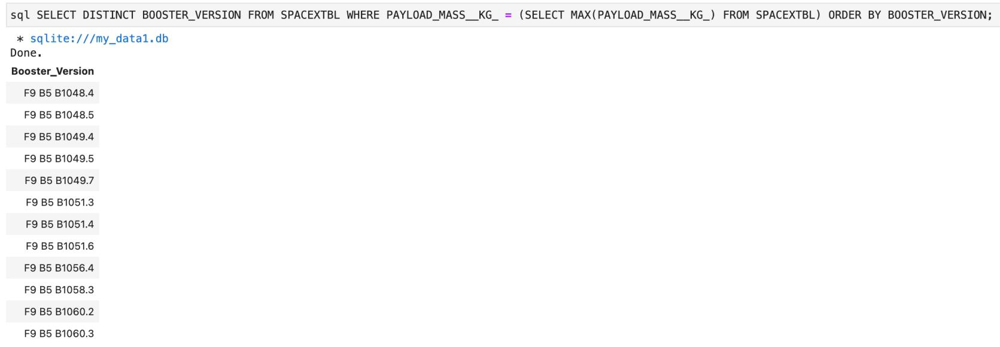 sql SELECT DISTINCT BOOSTER_VERSION FROM SPACEXTBL WHERE PAYLOAD_MASS__KG_ = (SELECT MAX(PAYLOAD_MASS__KG_) FROM SPACEXTBL) ORDER BY BOOSTER_VERSION;
* sqlite:///my_data1.db
Done.
Booster_Version
F9 B5 B1048.4
F9 B5 B1048.5
F9 B5 B1049.4
F9 B5 B1049.5
F9 B5 B1049.7
F9 B5 B1051.3
F9 B5 B1051.4
F9 B5 B1051.6
F9 B5 B1056.4
F9 B5 B1058.3
F9 B5 B1060.2
F9 B5 B1060.3